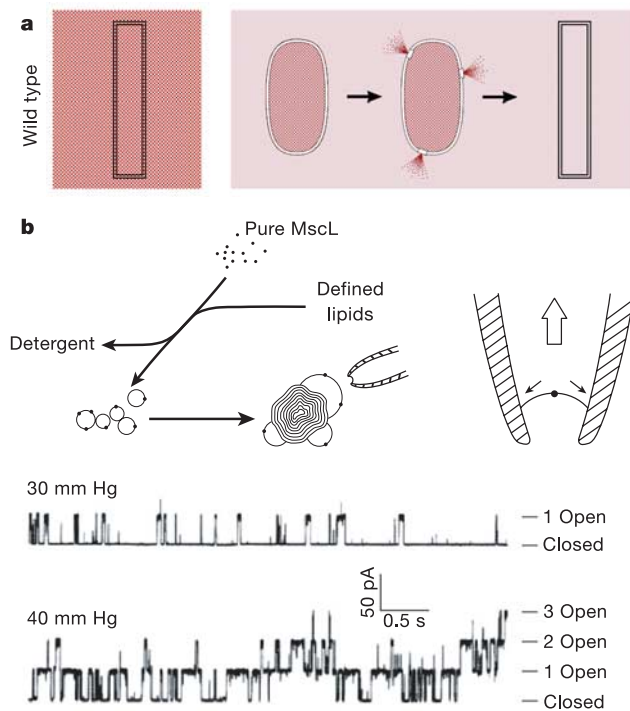 a
Wild type
b
Pure MscL
Defined
lipids
Detergent
30 mm Hg
1 Open
Closed
50 pA
0.5 s
40 mm Hg
3 Open
2 Open
1 Open
Closed